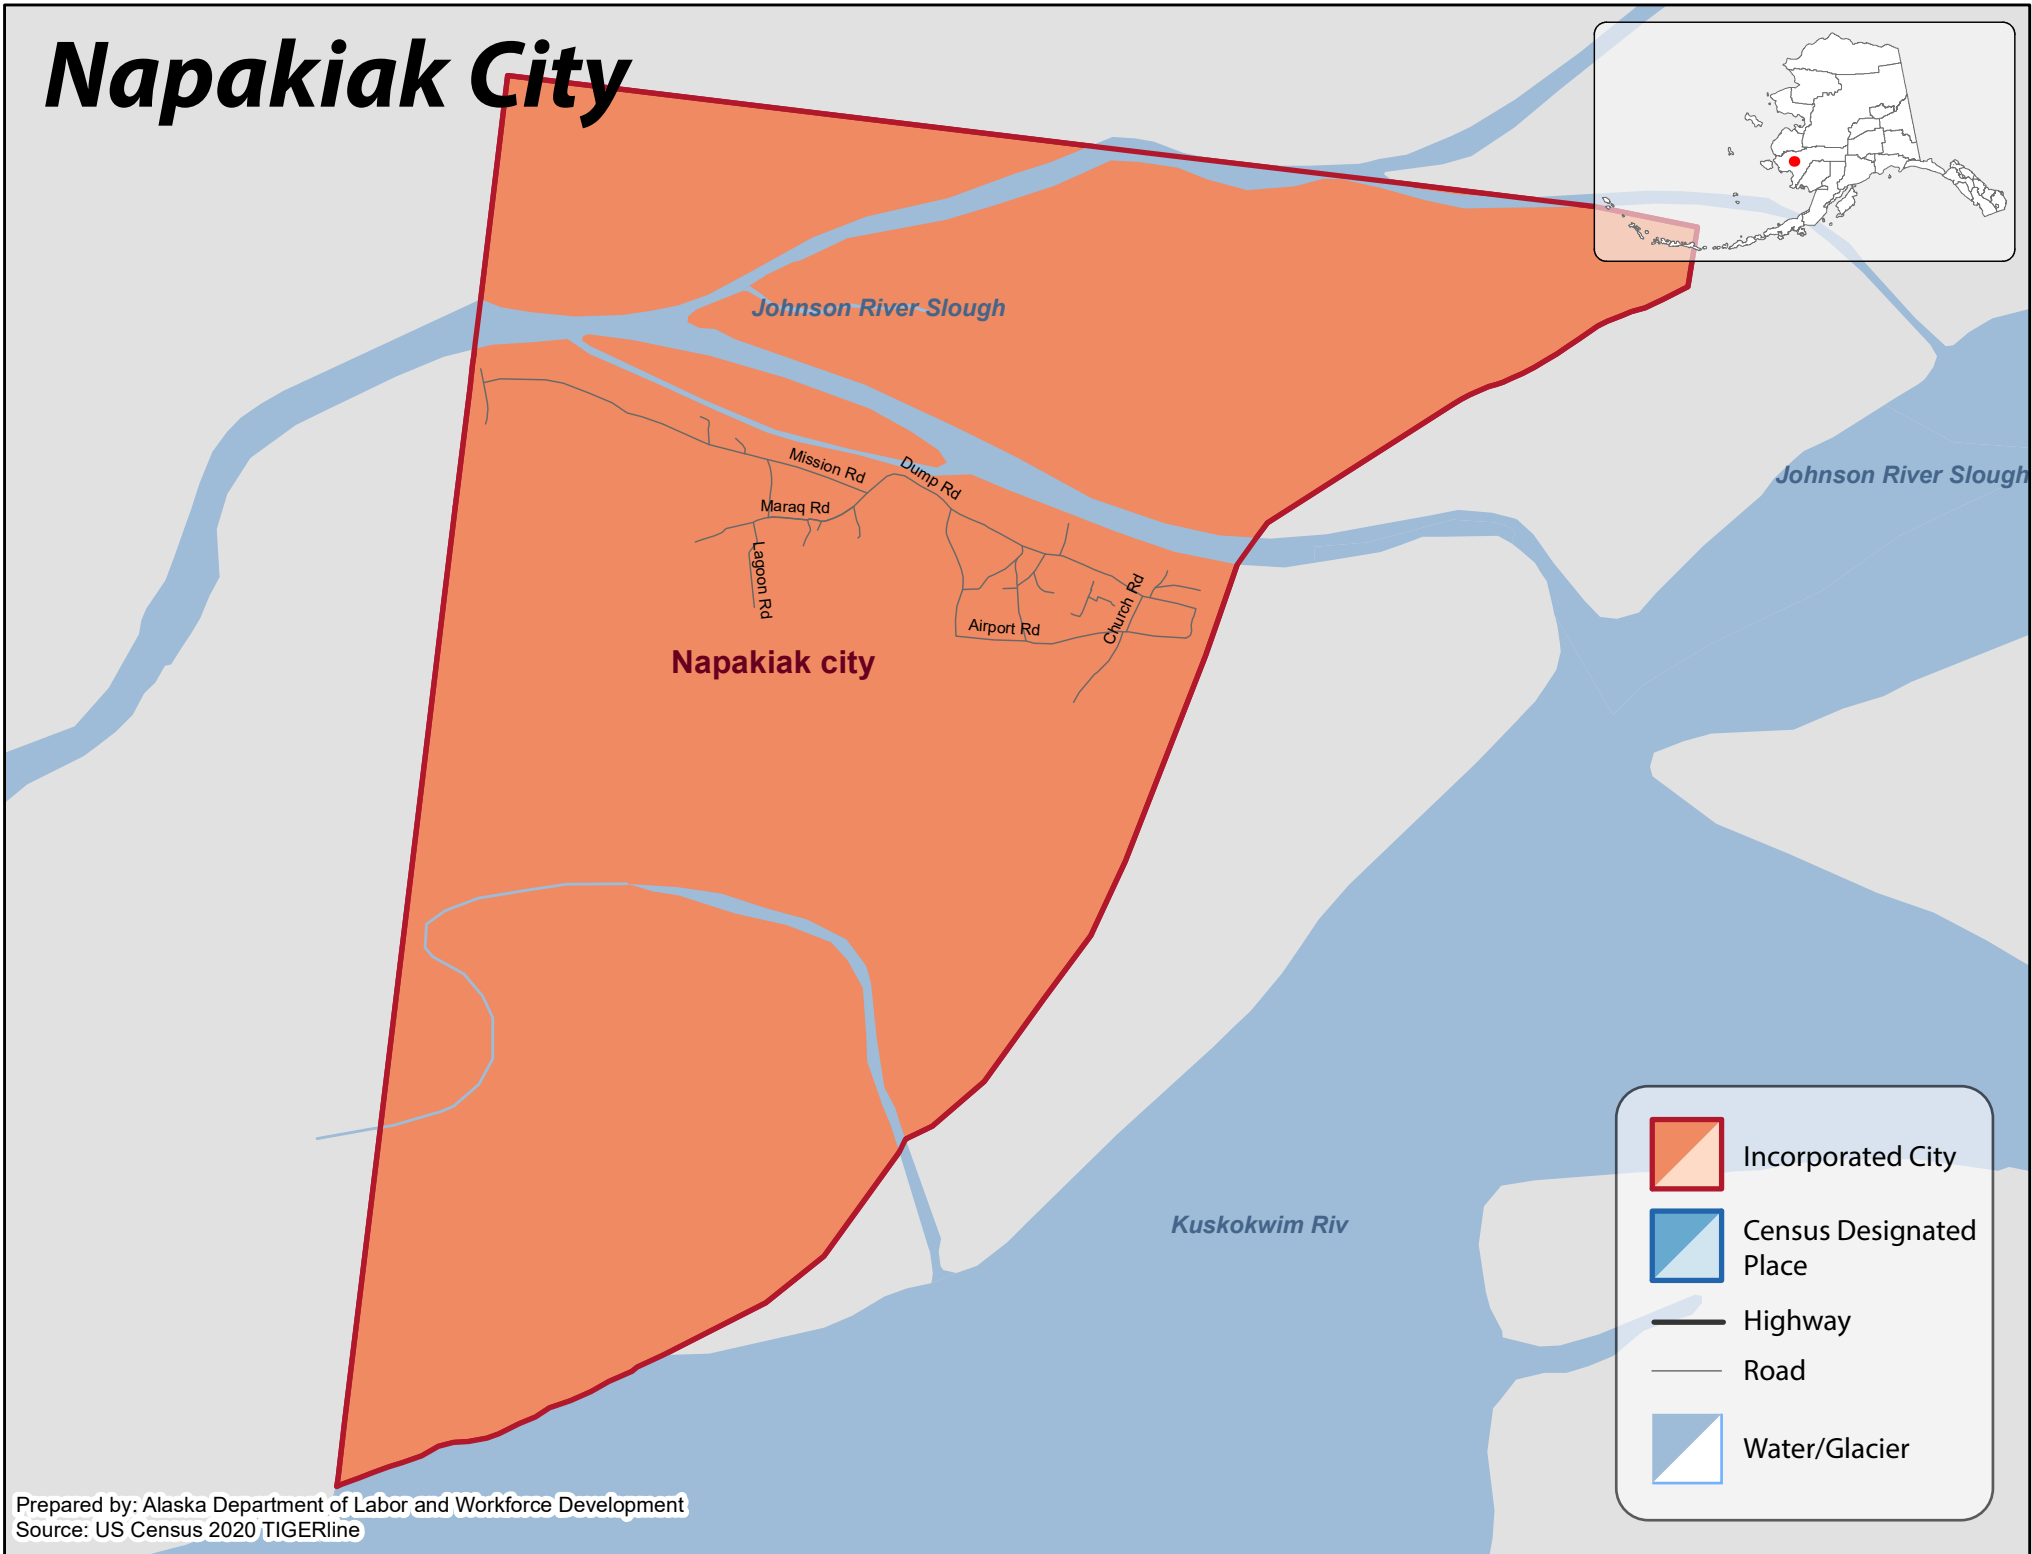 Napakiak City
Johnson River Slough
Johnson River Slough
Mission Rd
Dump Rd
Maraq Rd
Lagoon Rd
Church Rd
Airport Rd
Napakiak city
Kuskokwim Riv
Incorporated City
Census Designated
Place
Highway
Road
Water/Glacier
Prepared by: Alaska Department of Labor and Workforce Development
Source: US Census 2020 TIGERline